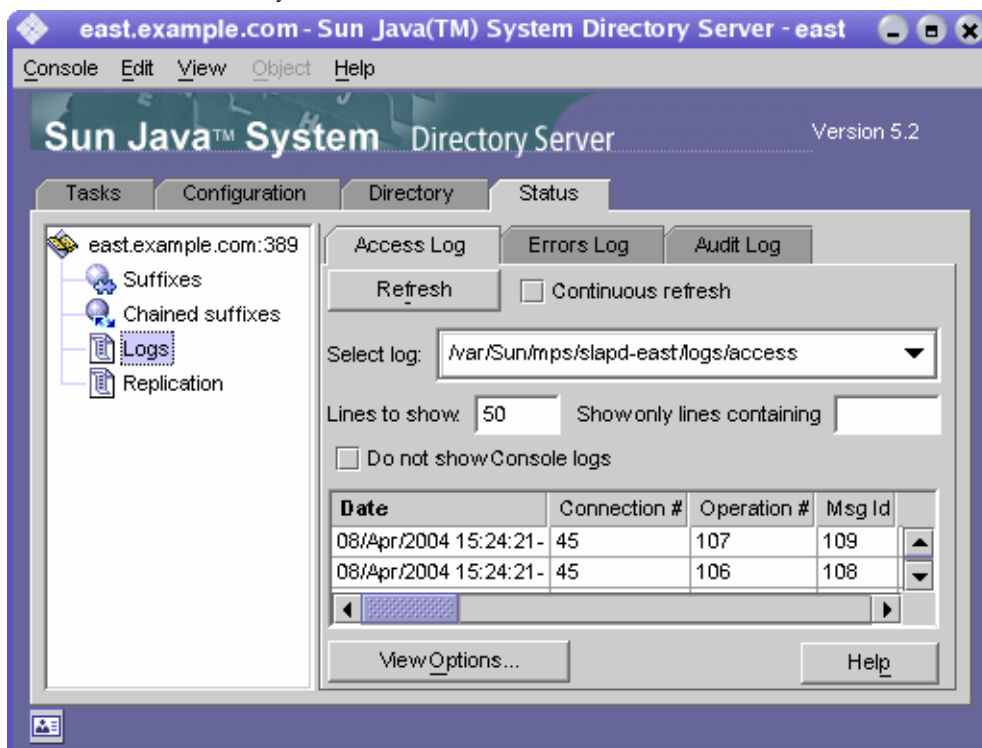 east.example.com - Sun Java(TM) System Directory Server - east
Console Edit View Object Help
Sun Java™ System Directory Server Version 5.2
Tasks Configuration Directory Status
east.example.com:389
Suffixes
Chained suffixes
Logs
Replication
Access Log Errors Log Audit Log
Refresh Continuous refresh
Select log: /var/Sun/mps/slapd-east/logs/access
Lines to show: 50 Show only lines containing
Do not show Console logs
Date Connection # Operation # Msg Id
08/Apr/2004 15:24:21- 45 107 109
08/Apr/2004 15:24:21- 45 106 108
View Options... Help